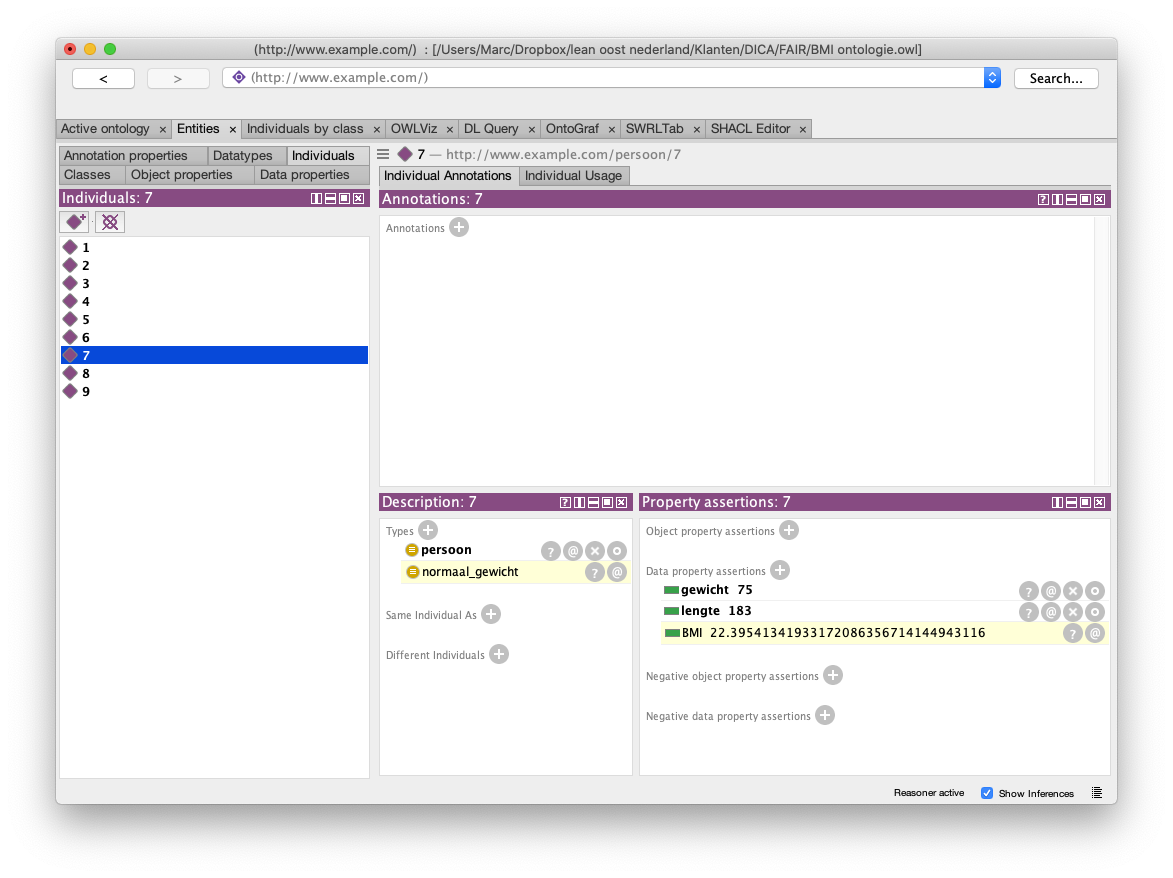 (http://www.example.com/) : [/Users/Marc/Dropbox/lean oost nederland/Klanten/DICA/FAIR/BMI ontologie.owl]
< > (http://www.example.com/) Search...
Active ontology × Entities × Individuals by class × OWLViz × DL Query × OntoGraf × SWRLTab × SHACL Editor ×
Annotation properties Datatypes Individuals
Classes Object properties Data properties
Individuals: 7
1
2
3
4
5
6
7
8
9
7 — http://www.example.com/persoon/7
Individual Annotations Individual Usage
Annotations: 7
Annotations
Description: 7
Types
persoon
normaal_gewicht
Same Individual As
Different Individuals
Property assertions: 7
Object property assertions
Data property assertions
gewicht 75
lengte 183
BMI 22.395413419331720863567141449431​16
Negative object property assertions
Negative data property assertions
Reasoner active Show Inferences